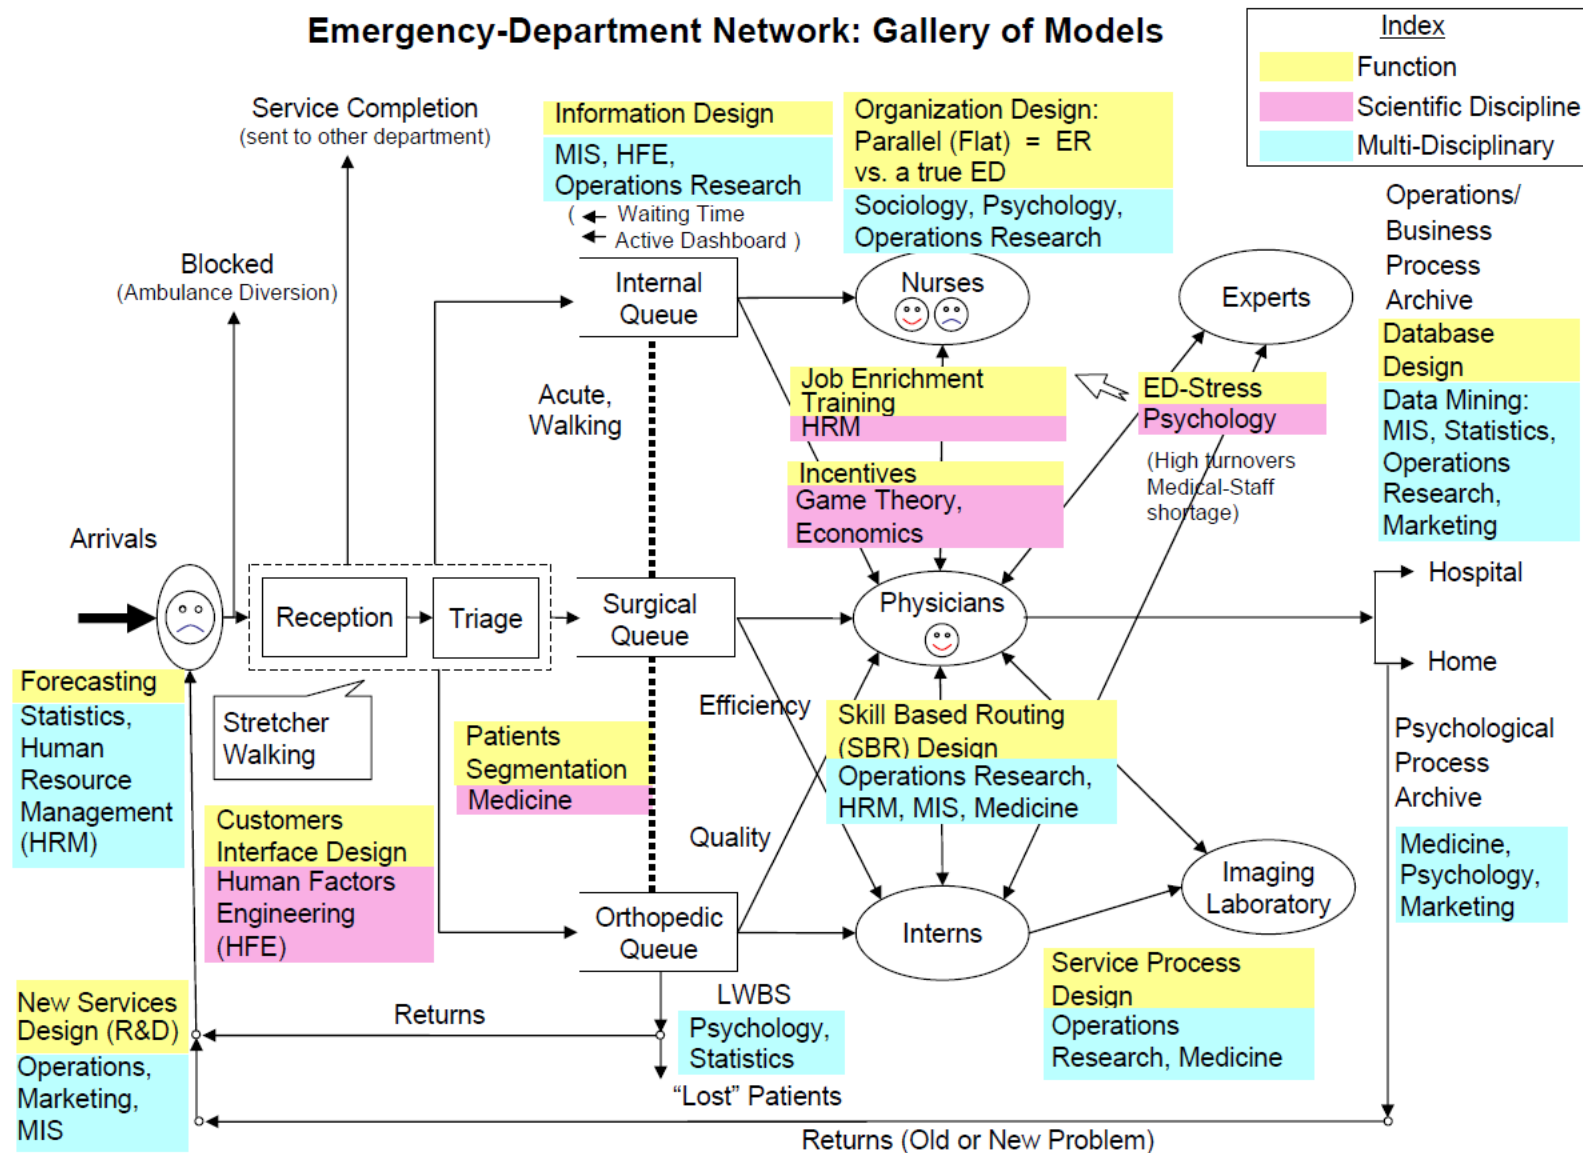 Emergency-Department Network: Gallery of Models
Index
Function
Scientific Discipline
Multi-Disciplinary
Service Completion
(sent to other department)
Information Design
MIS, HFE,
Operations Research
( Waiting Time
Active Dashboard )
Organization Design:
Parallel (Flat) = ER
vs. a true ED
Sociology, Psychology,
Operations Research
Operations/
Business
Process
Archive
Database
Design
Data Mining:
MIS, Statistics,
Operations
Research,
Marketing
Blocked
(Ambulance Diversion)
Internal
Queue
Nurses
Experts
Acute,
Walking
Job Enrichment
Training
HRM
ED-Stress
Psychology
(High turnovers
Medical-Staff
shortage)
Incentives
Game Theory,
Economics
Arrivals
Reception
Triage
Surgical
Queue
Physicians
Hospital
Home
Forecasting
Statistics,
Human
Resource
Management
(HRM)
Stretcher
Walking
Patients
Segmentation
Medicine
Efficiency
Skill Based Routing
(SBR) Design
Operations Research,
HRM, MIS, Medicine
Psychological
Process
Archive
Medicine,
Psychology,
Marketing
Customers
Interface Design
Human Factors
Engineering
(HFE)
Quality
Orthopedic
Queue
Interns
Imaging
Laboratory
Service Process
Design
Operations
Research, Medicine
New Services
Design (R&D)
Operations,
Marketing,
MIS
Returns
LWBS
Psychology,
Statistics
“Lost” Patients
Returns (Old or New Problem)